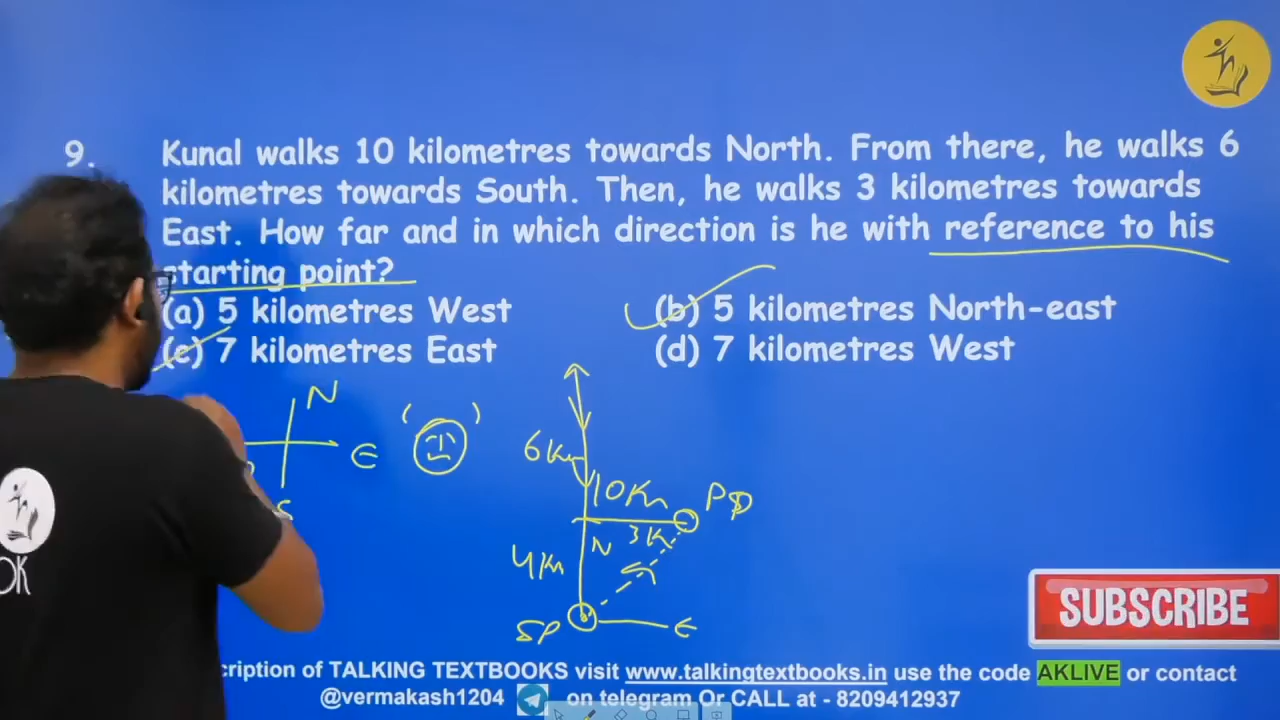 9. Kunal walks 10 kilometres towards North. From there, he walks 6
kilometres towards South. Then, he walks 3 kilometres towards
East. How far and in which direction is he with reference to his
starting point?
(a) 5 kilometres West (b) 5 kilometres North-east
(c) 7 kilometres East (d) 7 kilometres West
N
E
S
6Km
10Km
3K
N
4Km
SP
E
SUBSCRIBE
OK
cription of TALKING TEXTBOOKS visit www.talkingtextbooks.in use the code AKLIVE or contact
@vermakash1204 on telegram Or CALL at - 8209412937